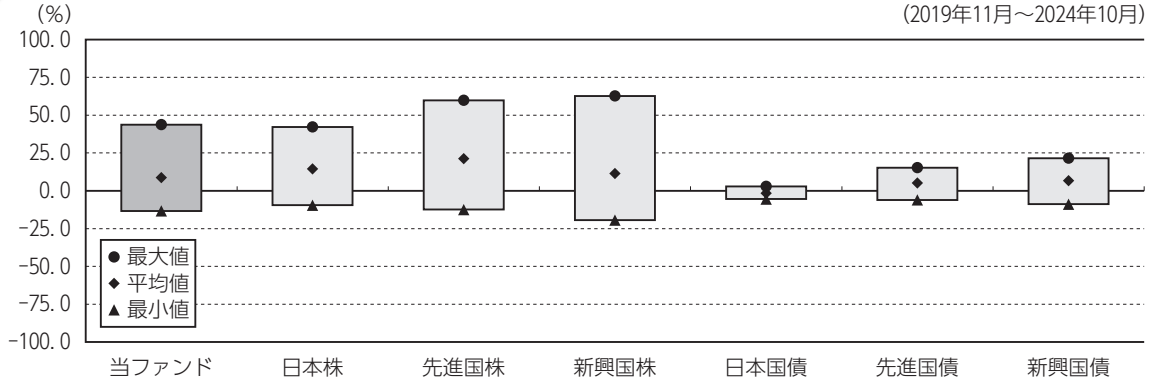 (%)
(2019年11月～2024年10月)
100.0
75.0
50.0
25.0
0.0
-25.0
-50.0
-75.0
-100.0
●最大値
◆平均値
▲最小値
当ファンド 日本株 先進国株 新興国株 日本国債 先進国債 新興国債